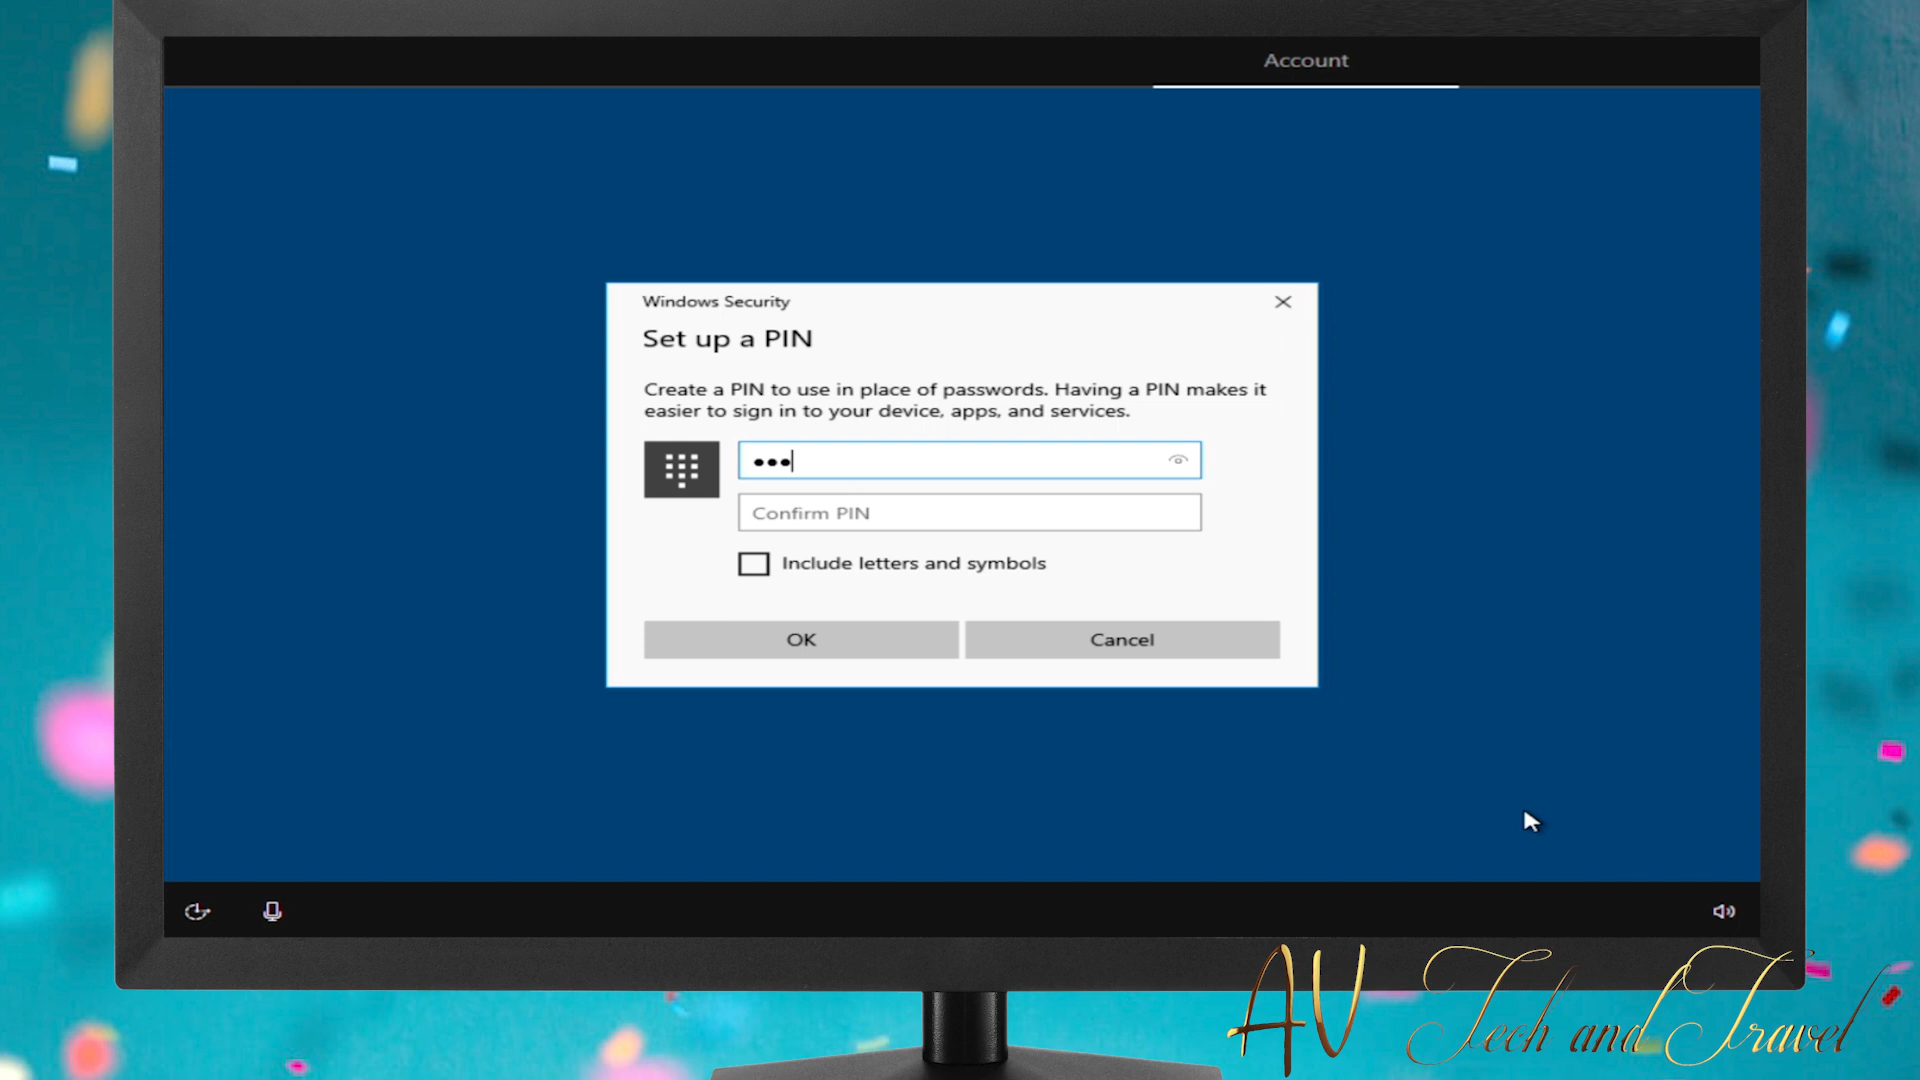 Account
Windows Security
Set up a PIN
Create a PIN to use in place of passwords. Having a PIN makes it
easier to sign in to your device, apps, and services.
Confirm PIN
Include letters and symbols
OK
Cancel
AV Tech and Travel